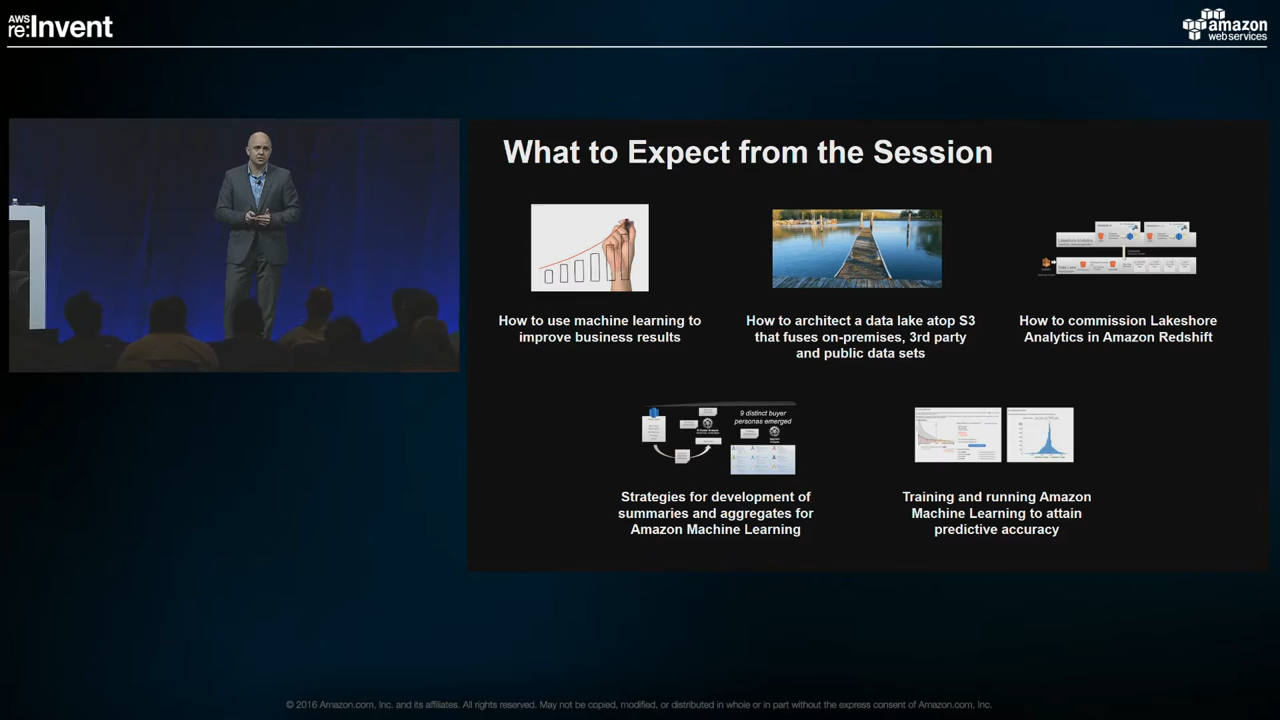 AWS
re:Invent
amazon
web services
What to Expect from the Session
How to use machine learning to
improve business results
How to architect a data lake atop S3
that fuses on-premises, 3rd party
and public data sets
How to commission Lakeshore
Analytics in Amazon Redshift
9 distinct buyer
personas emerged
Strategies for development of
summaries and aggregates for
Amazon Machine Learning
Training and running Amazon
Machine Learning to attain
predictive accuracy
© 2016 Amazon.com, Inc. and its affiliates. All rights reserved. May not be copied, modified, or distributed in whole or in part without the express consent of Amazon.com, Inc.